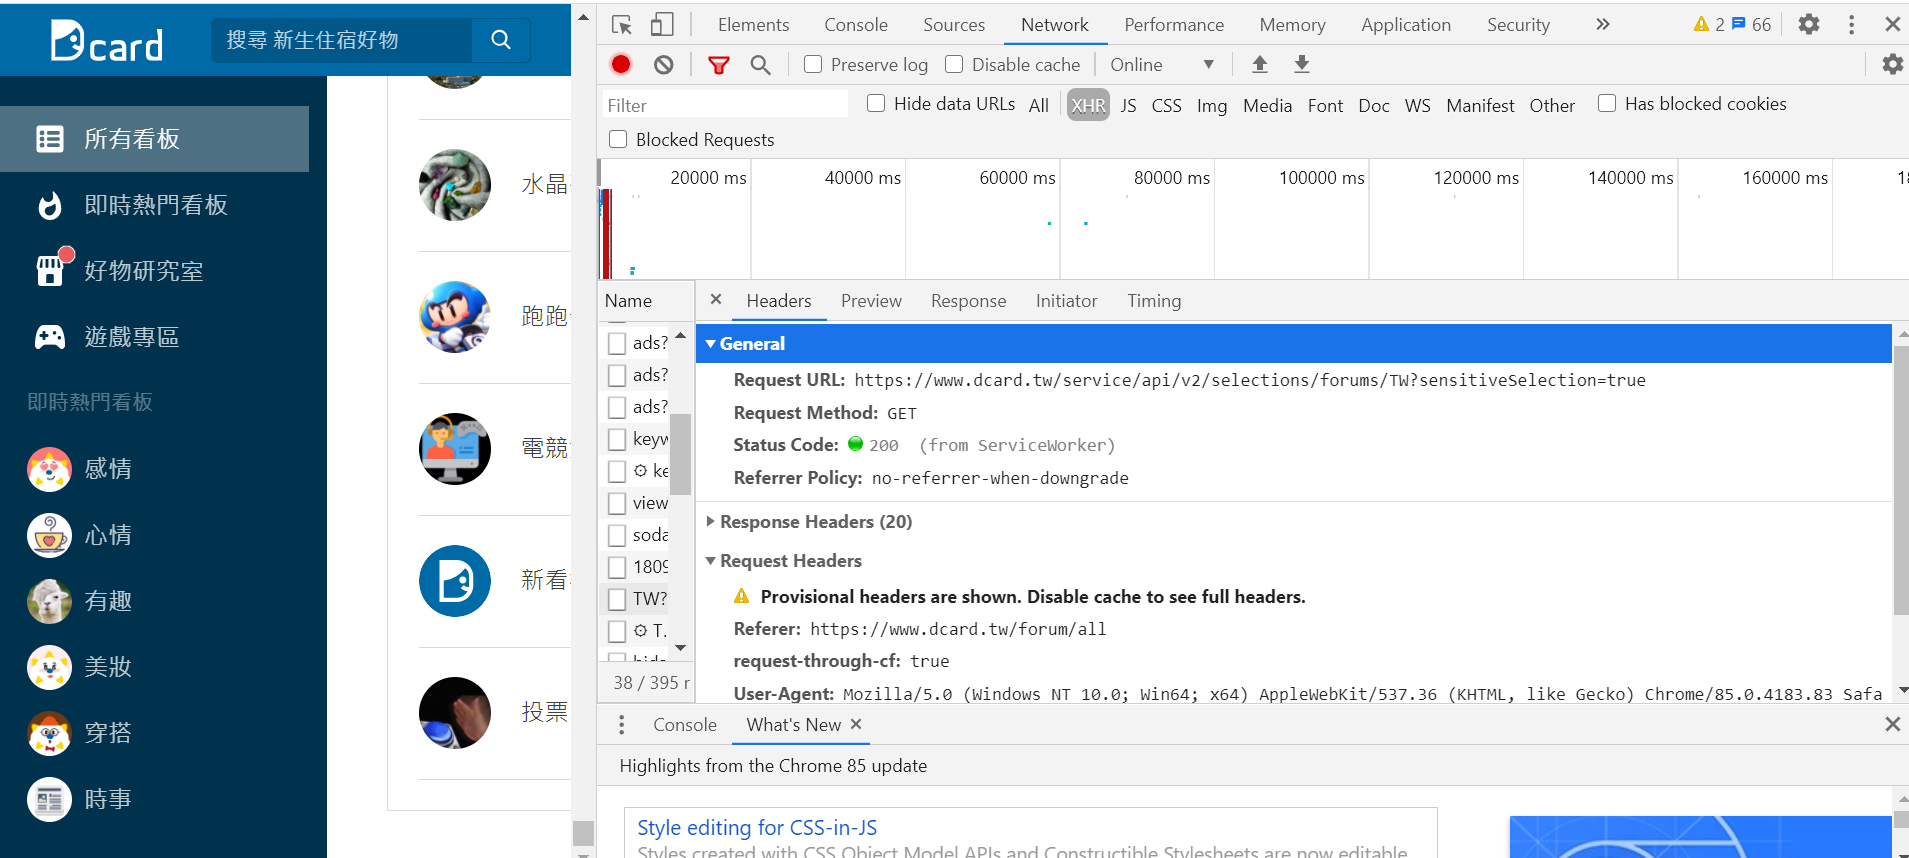 Dcard
搜尋 新生住宿好物
所有看板
即時熱門看板
好物研究室
遊戲專區
即時熱門看板
感情
心情
有趣
美妝
穿搭
時事
水晶
跑跑
電競
新看
投票
Elements Console Sources Network Performance Memory Application Security » 2 66
Preserve log Disable cache Online
Filter Hide data URLs All XHR JS CSS Img Media Font Doc WS Manifest Other Has blocked cookies
Blocked Requests
20000 ms 40000 ms 60000 ms 80000 ms 100000 ms 120000 ms 140000 ms 160000 ms
Name
ads?
ads?
ads?
keyw
ke
view
soda
1809
TW?
T.
38 / 395 r
Headers Preview Response Initiator Timing
General
Request URL: https://www.dcard.tw/service/api/v2/selections/forums/TW?sensitiveSelection=true
Request Method: GET
Status Code: 200 (from ServiceWorker)
Referrer Policy: no-referrer-when-downgrade
Response Headers (20)
Request Headers
Provisional headers are shown. Disable cache to see full headers.
Referer: https://www.dcard.tw/forum/all
request-through-cf: true
User-Agent: Mozilla/5.0 (Windows NT 10.0; Win64; x64) AppleWebKit/537.36 (KHTML, like Gecko) Chrome/85.0.4183.83 Safa
Console What's New
Highlights from the Chrome 85 update
Style editing for CSS-in-JS
Styles created with CSS Object Model APIs and Constructible Stylesheets are now editable